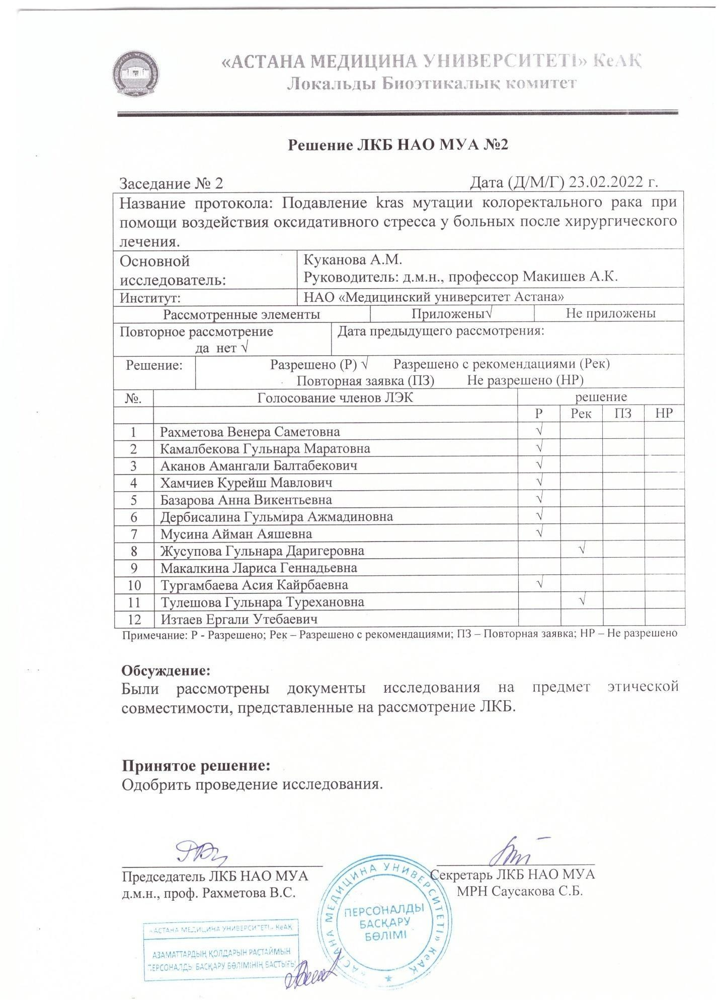 «АСТАНА МЕДИЦИНА УНИВЕРСИТЕТІ» КеАҚ
Локальды Биоэтикалық комитет
Решение ЛКБ НАО МУА №2
Заседание № 2 Дата (Д/М/Г) 23.02.2022 г.
Название протокола: Подавление kras мутации колоректального рака при
помощи воздействия оксидативного стресса у больных после хирургического
лечения.
Основной
исследователь:
Куканова А.М.
Руководитель: д.м.н., профессор Макишев А.К.
Институт: НАО «Медицинский университет Астана»
Рассмотренные элементы Приложены√ Не приложены
Повторное рассмотрение Дата предыдущего рассмотрения:
да нет √
Решение: Разрешено (Р) √ Разрешено с рекомендациями (Рек)
Повторная заявка (ПЗ) Не разрешено (НР)
№. Голосование членов ЛЭК решение
Р Рек ПЗ НР
1 Рахметова Венера Саметовна √
2 Камалбекова Гульнара Маратовна √
3 Аканов Амангали Балтабекович √
4 Хамчиев Курейш Мавлович √
5 Базарова Анна Викентьевна √
6 Дербисалина Гульмира Ажмадиновна √
7 Мусина Айман Аяшевна √
8 Жусупова Гульнара Даригеровна √
9 Макалкина Лариса Геннадьевна
10 Тургамбаева Асия Кайрбаевна √
11 Тулешова Гульнара Турехановна √
12 Изтаев Ергали Утебаевич
Примечание: Р - Разрешено; Рек – Разрешено с рекомендациями; ПЗ – Повторная заявка; НР – Не разрешено
Обсуждение:
Были рассмотрены документы исследования на предмет этической
совместимости, представленные на рассмотрение ЛКБ.
Принятое решение:
Одобрить проведение исследования.
Председатель ЛКБ НАО МУА
д.м.н., проф. Рахметова В.С.
Секретарь ЛКБ НАО МУА
МРН Саусакова С.Б.
«АСТАНА МЕДИЦИНА УНИВЕРСИТЕТІ» КеАҚ
ПЕРСОНАЛДЫ
БАСҚАРУ
БӨЛІМІ
«АСТАНА МЕДИЦИНА УНИВЕРСИТЕТІ» КеАҚ
АЗАМАТТАРДЫҢ ҚОЛДАРЫН РАСТАЙМЫН
ПЕРСОНАЛДЫ БАСҚАРУ БӨЛІМІНІҢ БАСТЫҒЫ